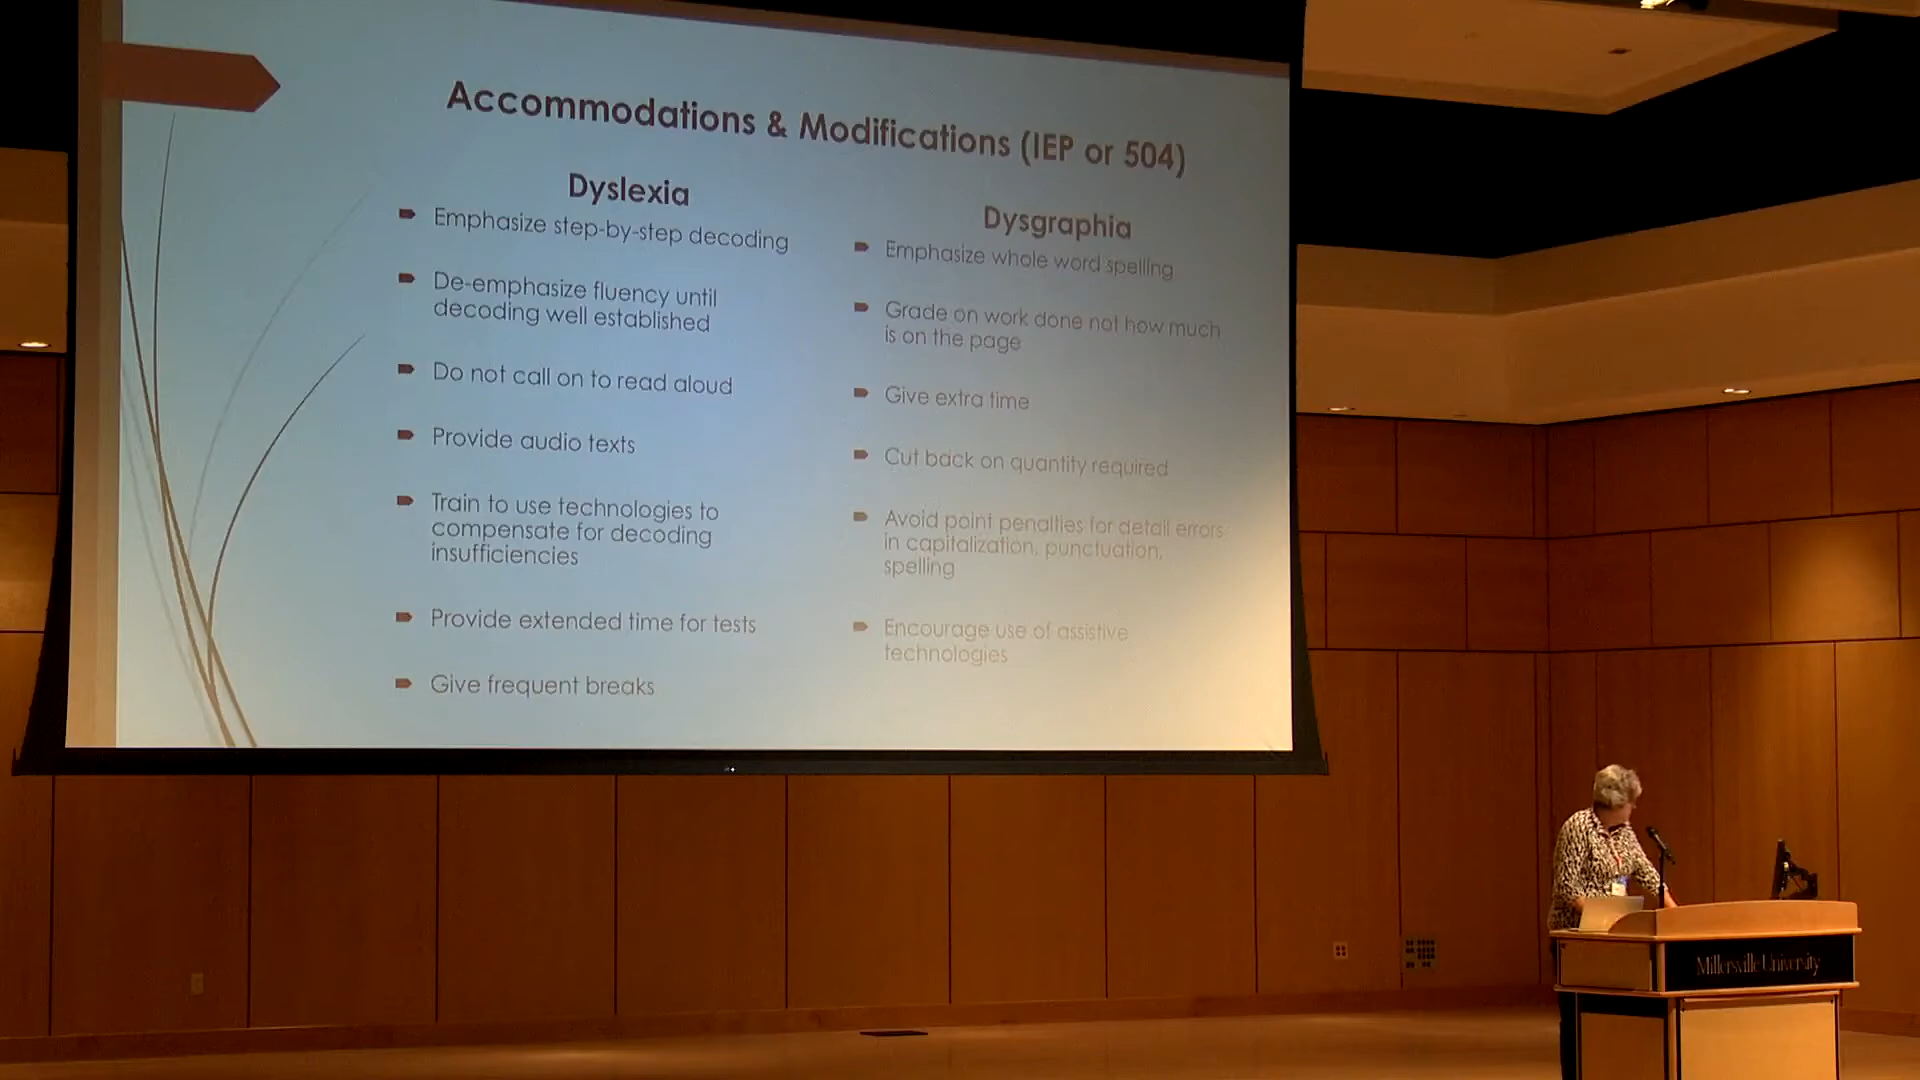 Accommodations & Modifications (IEP or 504)
Dyslexia
Emphasize step-by-step decoding
De-emphasize fluency until
decoding well established
Do not call on to read aloud
Provide audio texts
Train to use technologies to
compensate for decoding
insufficiencies
Provide extended time for tests
Give frequent breaks
Dysgraphia
Emphasize whole word spelling
Grade on work done not how much
is on the page
Give extra time
Cut back on quantity required
Avoid point penalties for detail errors
in capitalization, punctuation,
spelling
Encourage use of assistive
technologies
Millersville University